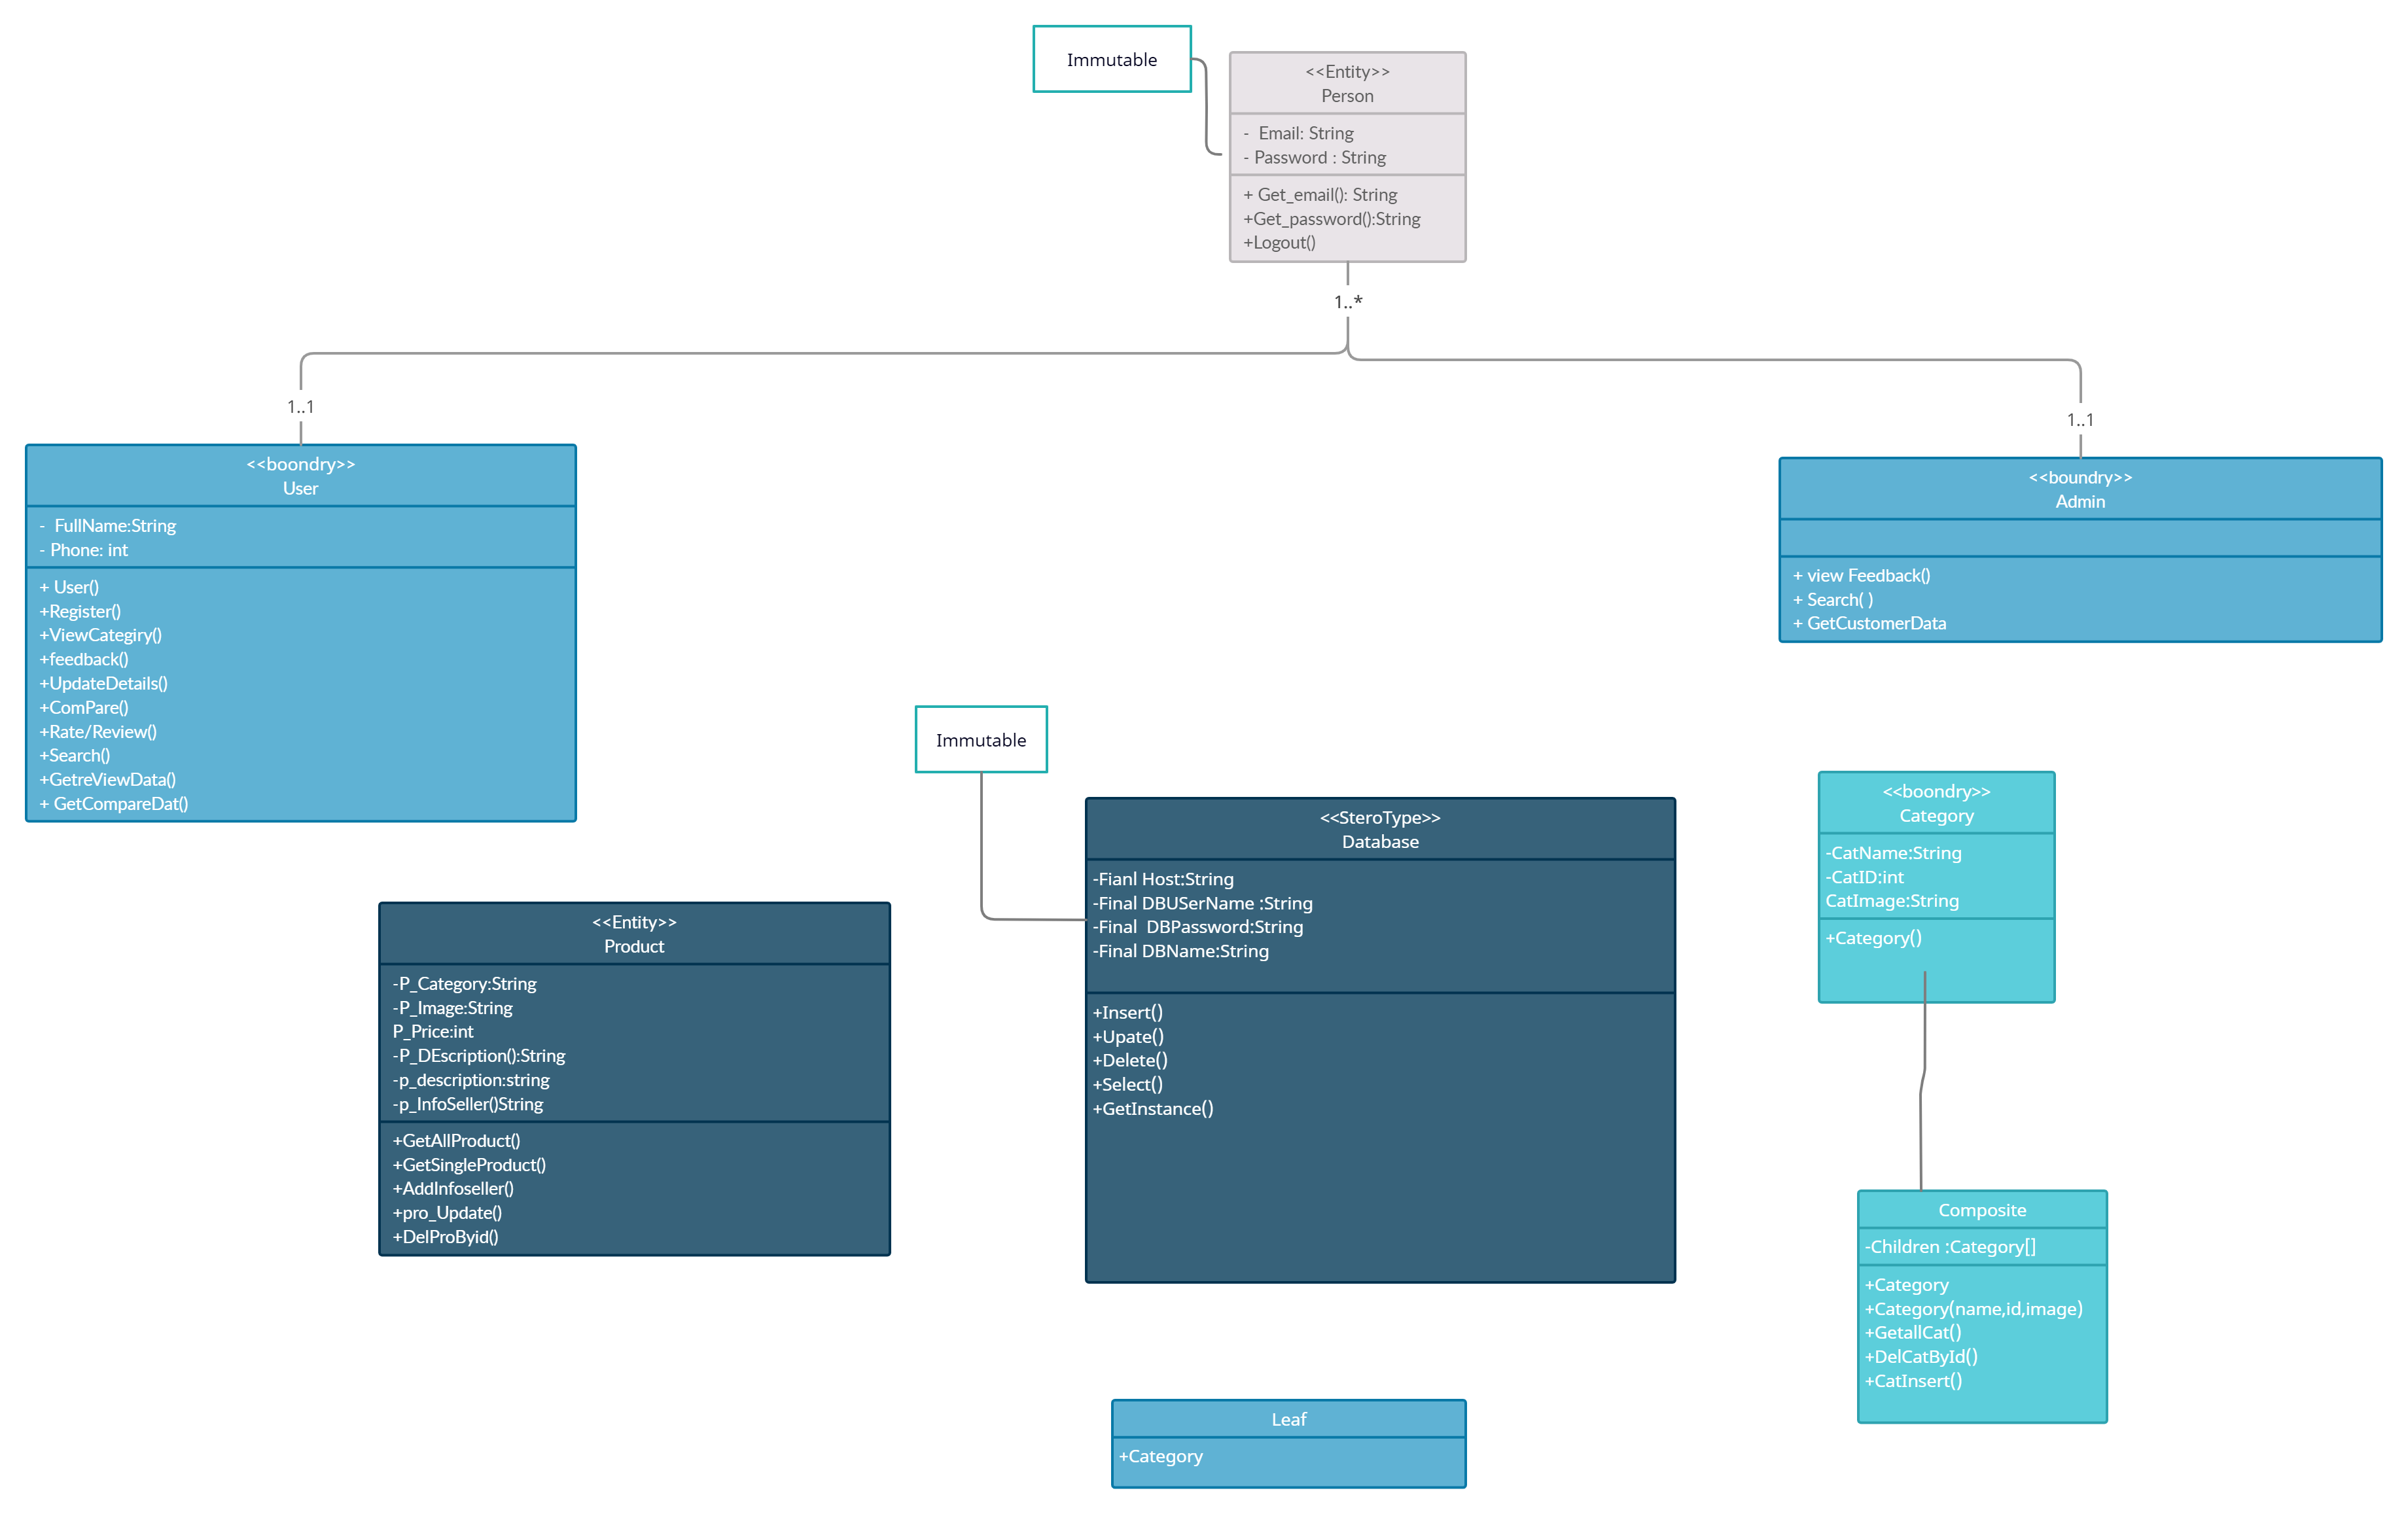 Immutable
<<Entity>>
Person
- Email: String
- Password : String
+ Get_email(): String
+Get_password():String
+Logout()
1..*
1..1
1..1
<<boondry>>
User
- FullName:String
- Phone: int
+ User()
+Register()
+ViewCategiry()
+feedback()
+UpdateDetails()
+ComPare()
+Rate/Review()
+Search()
+GetreViewData()
+ GetCompareDat()
<<boundry>>
Admin
+ view Feedback()
+ Search( )
+ GetCustomerData
Immutable
<<SteroType>>
Database
-Fianl Host:String
-Final DBUSerName :String
-Final DBPassword:String
-Final DBName:String
+Insert()
+Upate()
+Delete()
+Select()
+GetInstance()
<<boondry>>
Category
-CatName:String
-CatID:int
CatImage:String
+Category()
<<Entity>>
Product
-P_Category:String
-P_Image:String
P_Price:int
-P_DEscription():String
-p_description:string
-p_InfoSeller()String
+GetAllProduct()
+GetSingleProduct()
+AddInfoseller()
+pro_Update()
+DelProByid()
Composite
-Children :Category[]
+Category
+Category(name,id,image)
+GetallCat()
+DelCatById()
+CatInsert()
Leaf
+Category